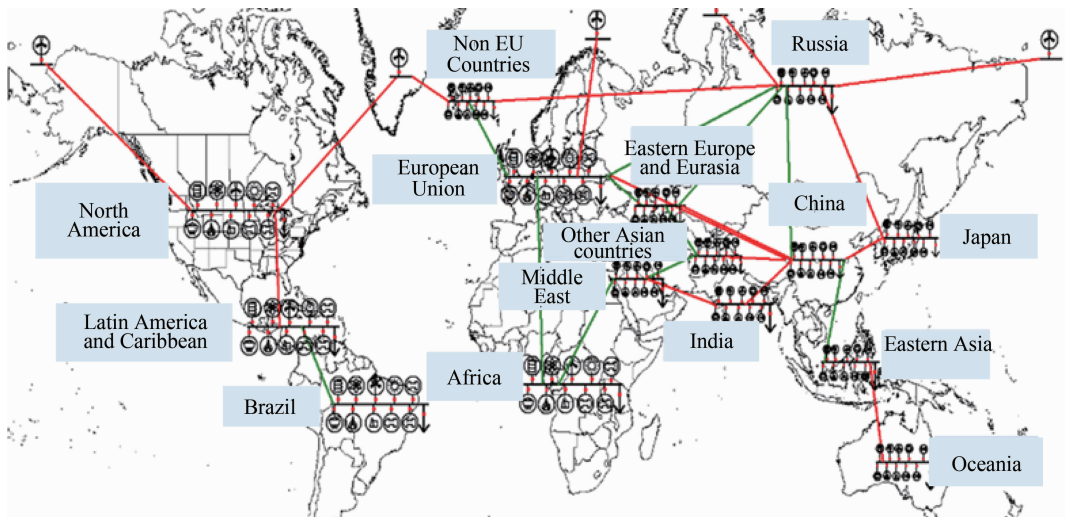 Non EU
Countries
Russia
European
Union
Eastern Europe
and Eurasia
North
America
China
Other Asian
countries
Japan
Middle
East
Latin America
and Caribbean
India
Eastern Asia
Africa
Brazil
Oceania